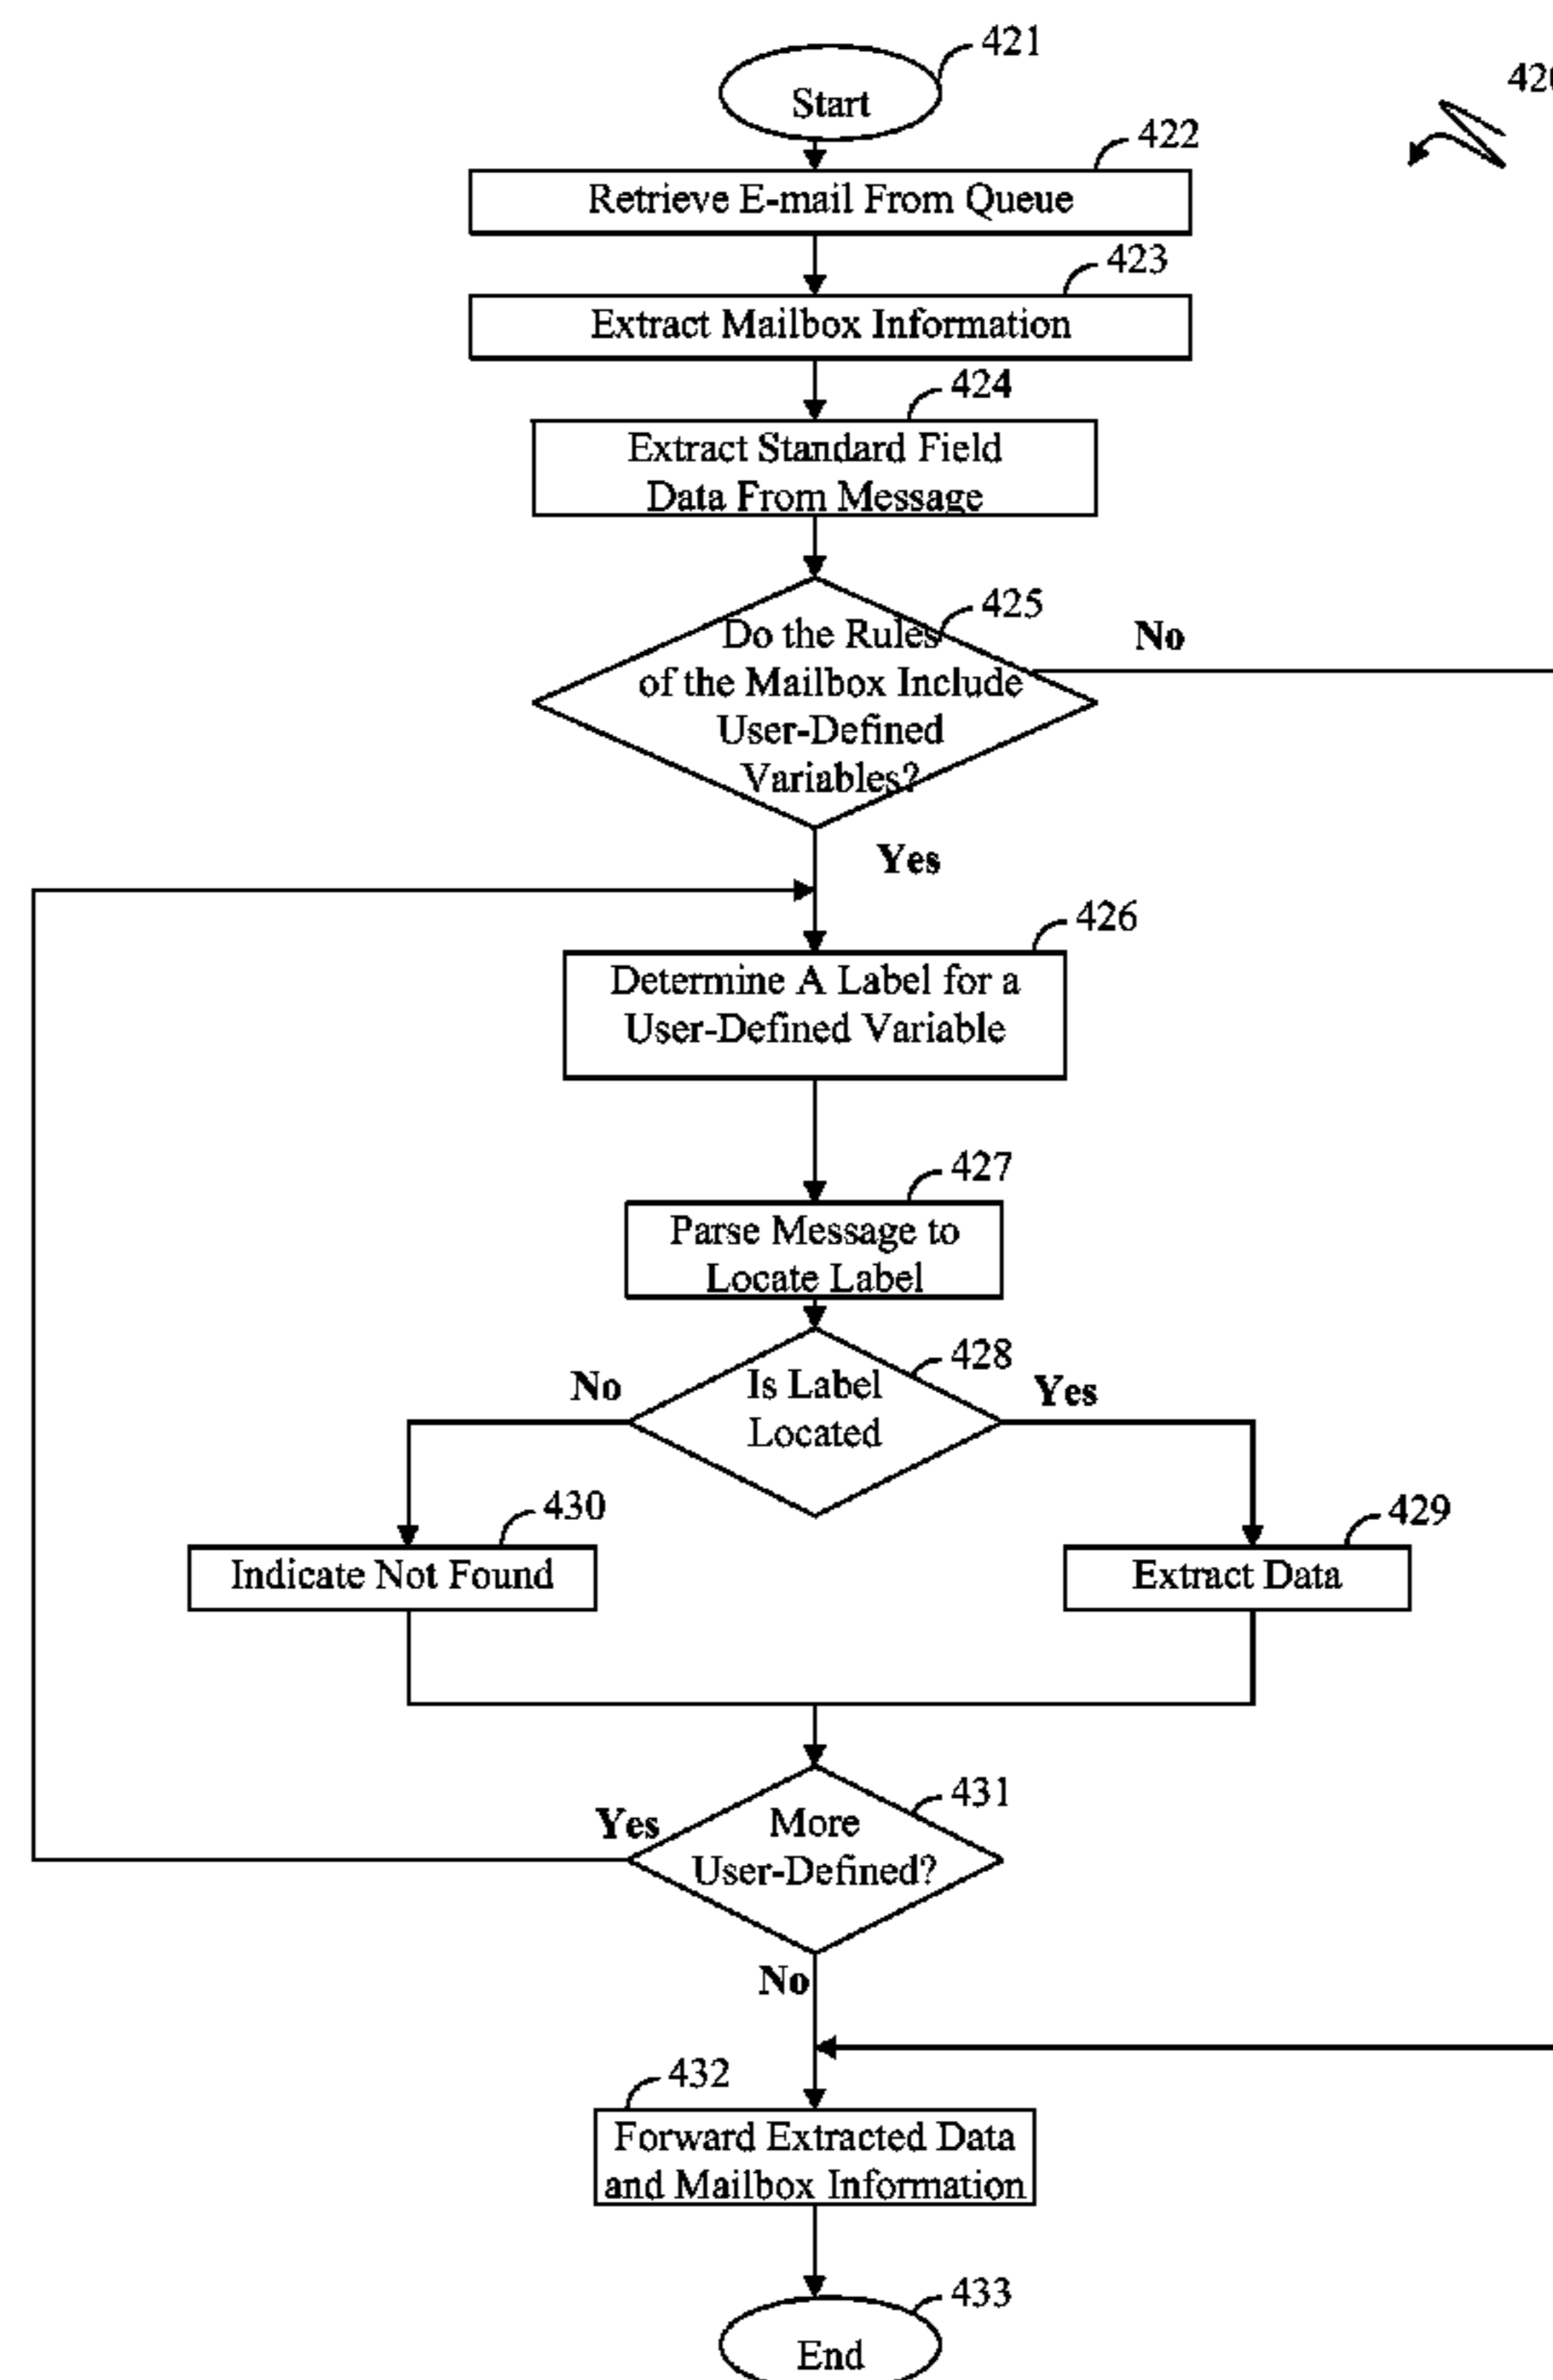 421
Start
420
422
Retrieve E-mail From Queue
423
Extract Mailbox Information
424
Extract Standard Field
Data From Message
425
Do the Rules
of the Mailbox Include
User-Defined
Variables?
No
Yes
426
Determine A Label for a
User-Defined Variable
427
Parse Message to
Locate Label
428
Is Label
Located
No
Yes
430
Indicate Not Found
429
Extract Data
431
More
User-Defined?
Yes
No
432
Forward Extracted Data
and Mailbox Information
433
End